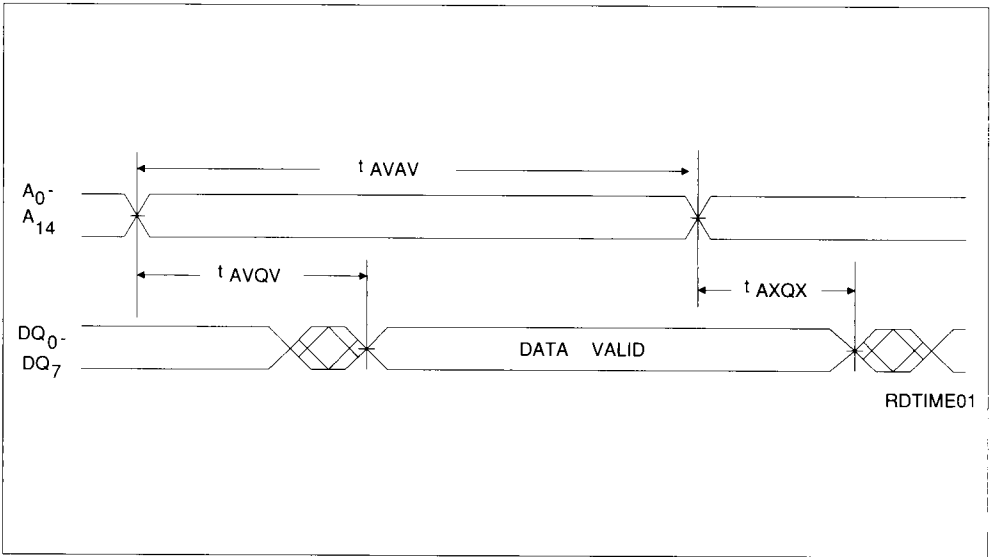 t AVAV
A0-
A14
t AVQV
t AXQX
DQ0-
DQ7
DATA VALID
RDTIME01